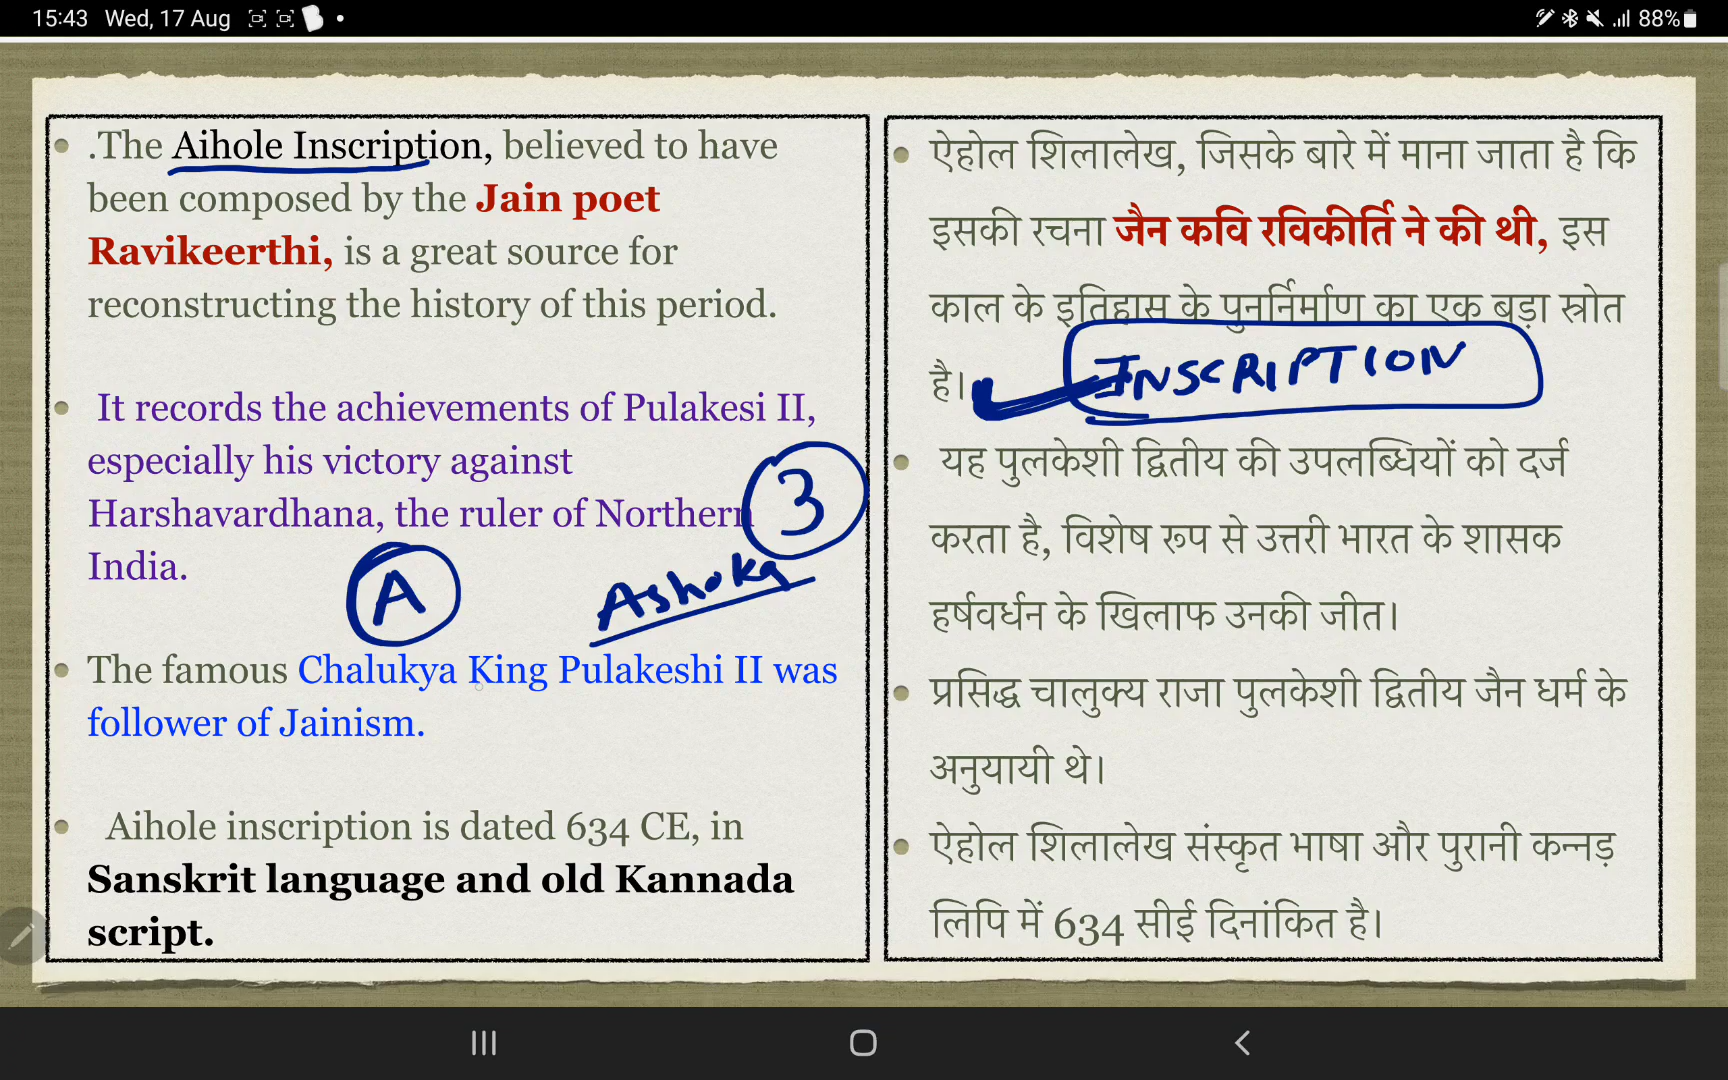 15:43 Wed, 17 Aug
88%
.The Aihole Inscription, believed to have
been composed by the Jain poet
Ravikeerthi, is a great source for
reconstructing the history of this period.
It records the achievements of Pulakesi II,
especially his victory against
Harshavardhana, the ruler of Northern
India.
3
A
Ashoka
The famous Chalukya King Pulakeshi II was
follower of Jainism.
Aihole inscription is dated 634 CE, in
Sanskrit language and old Kannada
script.
ऐहोल शिलालेख, जिसके बारे में माना जाता है कि
इसकी रचना जैन कवि रविकीर्ति ने की थी, इस
काल के इतिहास के पुनर्निर्माण का एक बड़ा स्रोत
है।
INSCRIPTION
यह पुलकेशी द्वितीय की उपलब्धियों को दर्ज
करता है, विशेष रूप से उत्तरी भारत के शासक
हर्षवर्धन के खिलाफ उनकी जीत।
प्रसिद्ध चालुक्य राजा पुलकेशी द्वितीय जैन धर्म के
अनुयायी थे।
ऐहोल शिलालेख संस्कृत भाषा और पुरानी कन्नड़
लिपि में 634 सीई दिनांकित है।